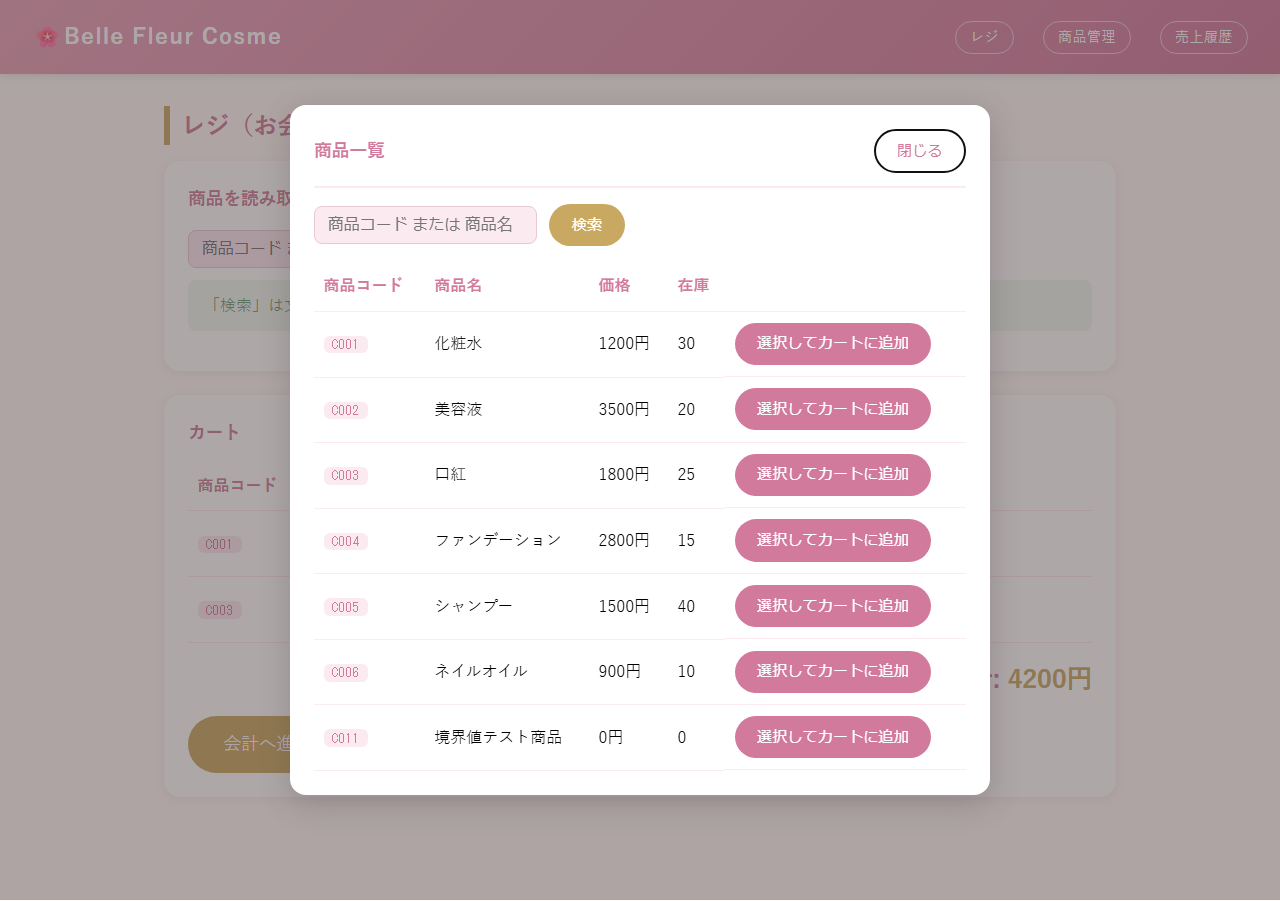 🌸 Belle Fleur Cosme
レジ
商品管理
売上履歴
レジ（お会
商品を読み取
商品コード
「検索」は
カート
商品コード
C001
C003
: 4200円
会計へ進
商品一覧
閉じる
商品コード または 商品名
検索
商品コード 商品名 価格 在庫
C001 化粧水 1200円 30 選択してカートに追加
C002 美容液 3500円 20 選択してカートに追加
C003 口紅 1800円 25 選択してカートに追加
C004 ファンデーション 2800円 15 選択してカートに追加
C005 シャンプー 1500円 40 選択してカートに追加
C006 ネイルオイル 900円 10 選択してカートに追加
C011 境界値テスト商品 0円 0 選択してカートに追加